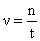 v = n/t